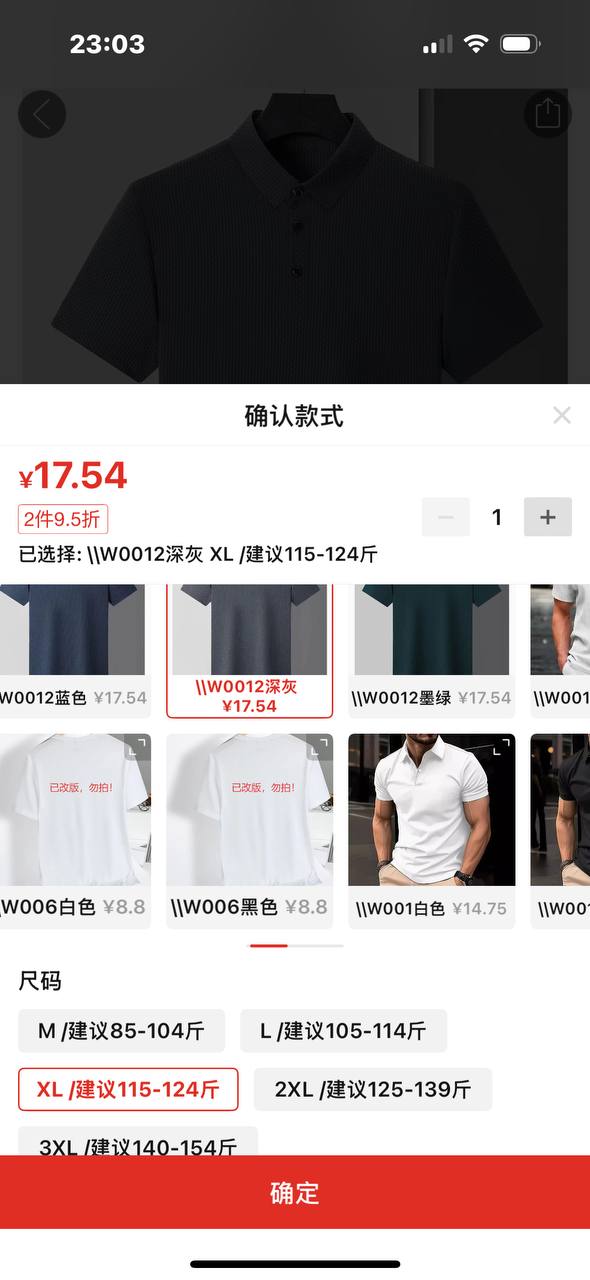 23:03
确认款式
¥17.54
2件9.5折
1
已选择: \\W0012深灰 XL /建议115-124斤
W0012蓝色 ¥17.54
\\W0012深灰
¥17.54
\\W0012墨绿 ¥17.54
\\W001
已改版，勿拍！
已改版，勿拍！
\W006白色 ¥8.8
\\W006黑色 ¥8.8
\\W001白色 ¥14.75
\\W001
尺码
M /建议85-104斤
L /建议105-114斤
XL /建议115-124斤
2XL /建议125-139斤
3XL /建议140-154斤
确定